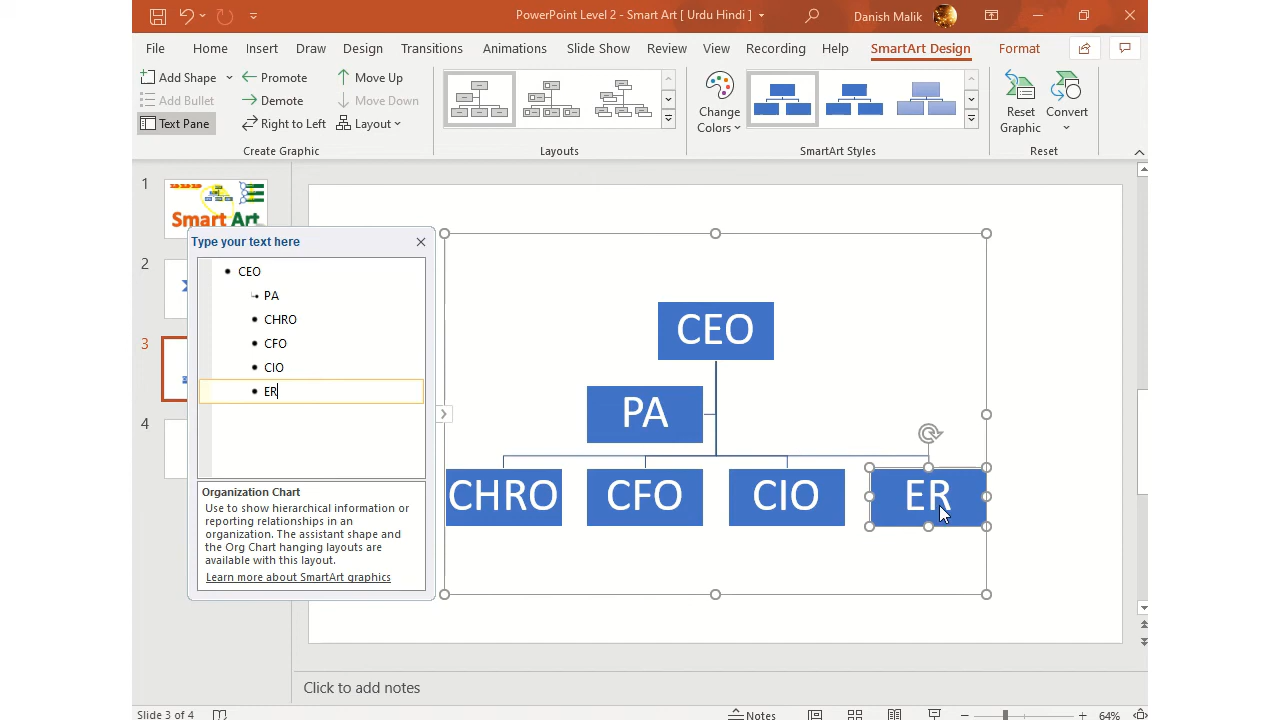 PowerPoint Level 2 - Smart Art [ Urdu Hindi ]
Danish Malik
File Home Insert Draw Design Transitions Animations Slide Show Review View Recording Help SmartArt Design Format
Add Shape Promote Move Up
Add Bullet Demote Move Down
Text Pane Right to Left Layout
Create Graphic
Layouts
Change Colors
SmartArt Styles
Reset Graphic
Convert
Reset
1
Smart Art
2
3
4
Type your text here
CEO
PA
CHRO
CFO
CIO
ER
Organization Chart
Use to show hierarchical information or
reporting relationships in an
organization. The assistant shape and
the Org Chart hanging layouts are
available with this layout.
Learn more about SmartArt graphics
CEO
PA
CHRO CFO CIO ER
Click to add notes
Slide 3 of 4
Notes
64%